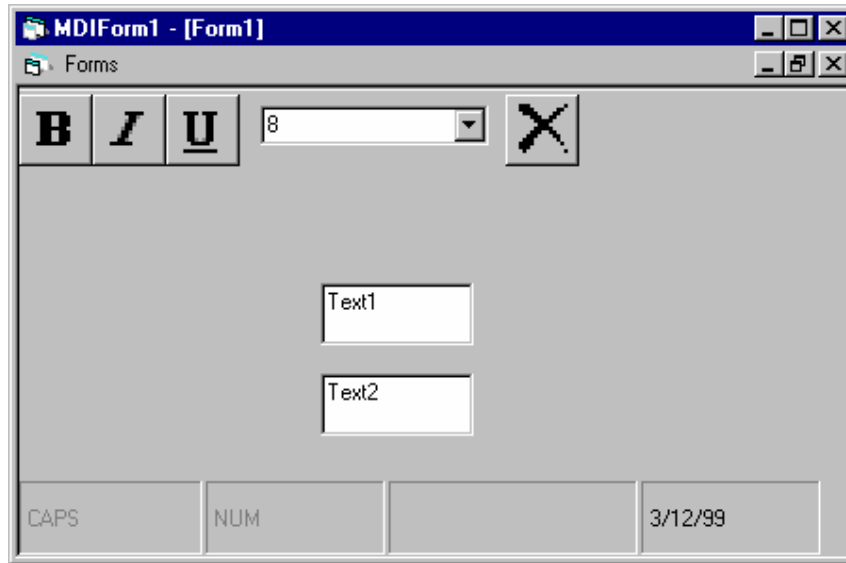 MDIForm1 - [Form1]
Forms
B I U 8
Text1
Text2
CAPS NUM 3/12/99